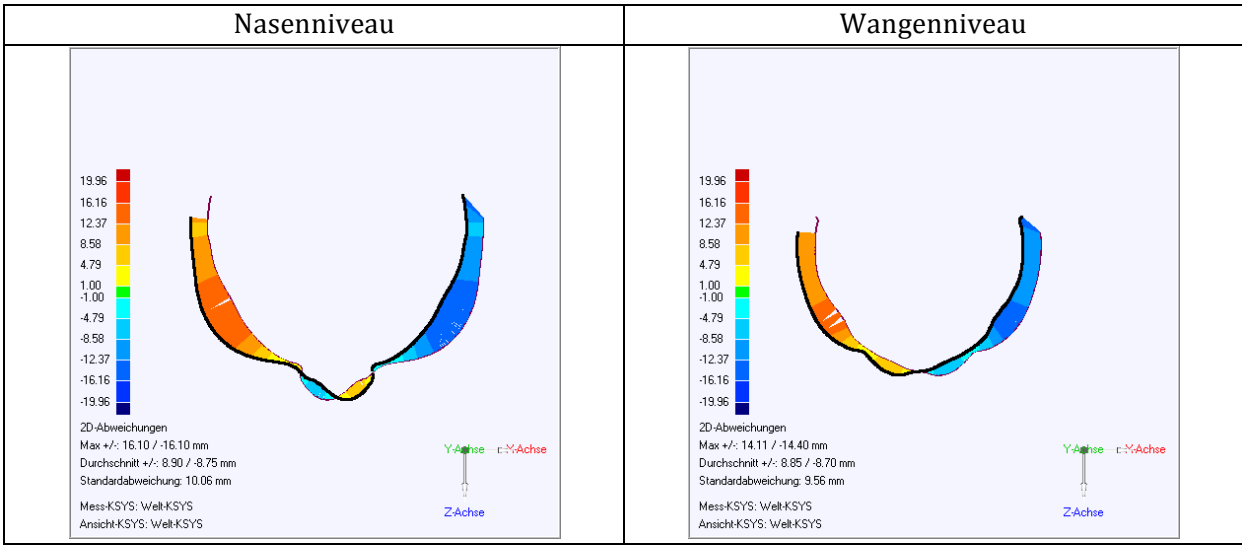 Nasenniveau
Wangenniveau
19.96
16.16
12.37
8.58
4.79
1.00
-1.00
-4.79
-8.58
-12.37
-16.16
-19.96
2D-Abweichungen
Max +/-: 16.10 / -16.10 mm
Durchschnitt +/-: 8.90 / -8.75 mm
Standardabweichung: 10.06 mm
Mess-KSYS: Welt-KSYS
Ansicht-KSYS: Welt-KSYS
Y-Achse
X-Achse
Z-Achse
19.96
16.16
12.37
8.58
4.79
1.00
-1.00
-4.79
-8.58
-12.37
-16.16
-19.96
2D-Abweichungen
Max +/-: 14.11 / -14.40 mm
Durchschnitt +/-: 8.85 / -8.70 mm
Standardabweichung: 9.56 mm
Mess-KSYS: Welt-KSYS
Ansicht-KSYS: Welt-KSYS
Y-Achse
X-Achse
Z-Achse